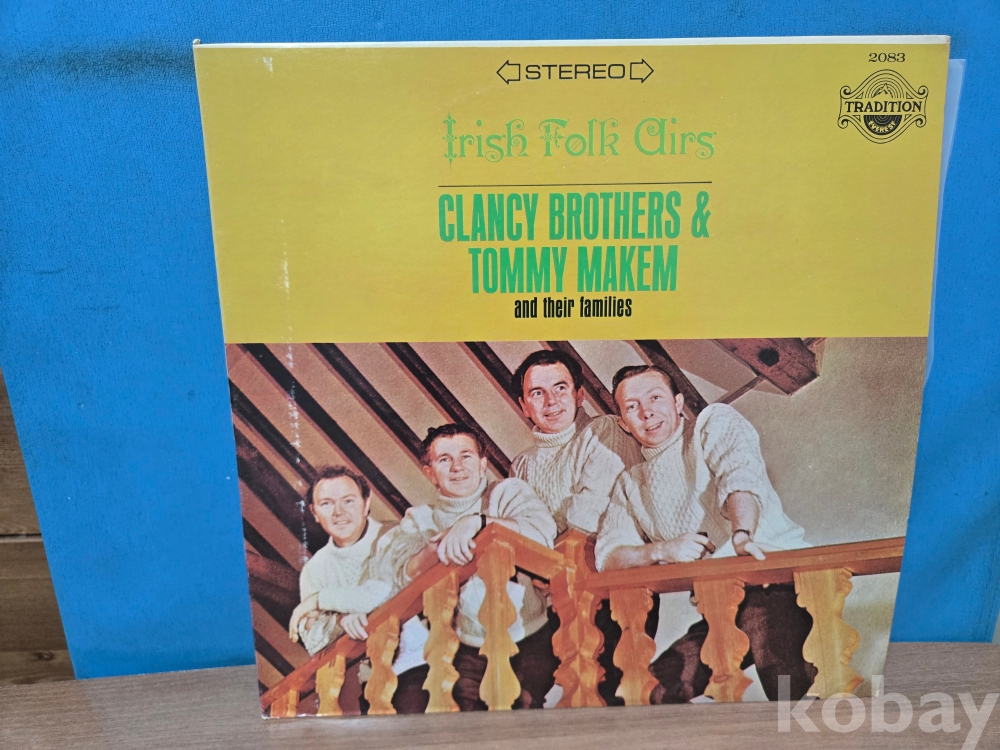 STEREO
2083
TRADITION
EVEREST
Irish Folk Airs
CLANCY BROTHERS &
TOMMY MAKEM
and their families
kobay